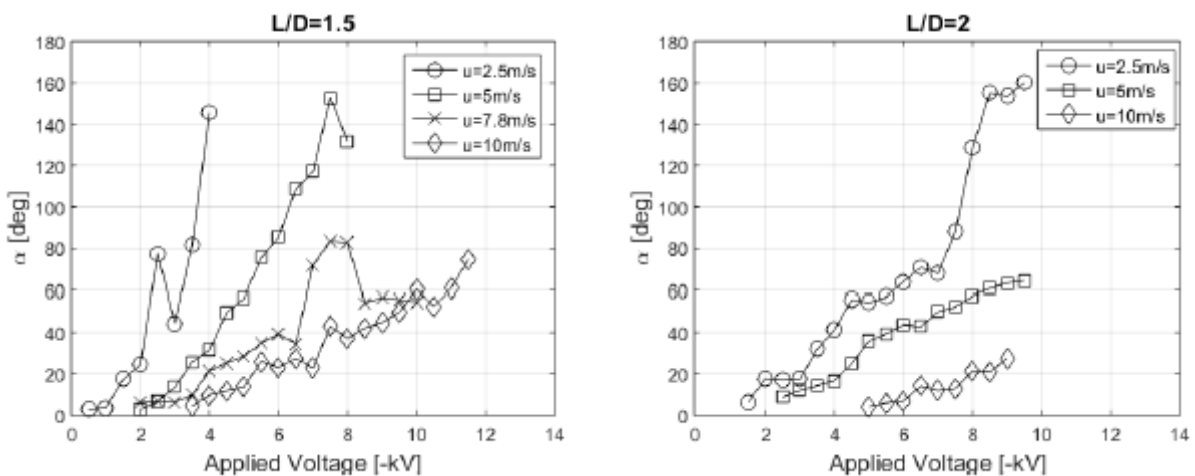 L/D=1.5
180
160
140
120
100
80
60
40
20
0
α [deg]
u=2.5m/s
u=5m/s
u=7.8m/s
u=10m/s
0 2 4 6 8 10 12 14
Applied Voltage [-kV]
L/D=2
180
160
140
120
100
80
60
40
20
0
α [deg]
u=2.5m/s
u=5m/s
u=10m/s
0 2 4 6 8 10 12 14
Applied Voltage [-kV]